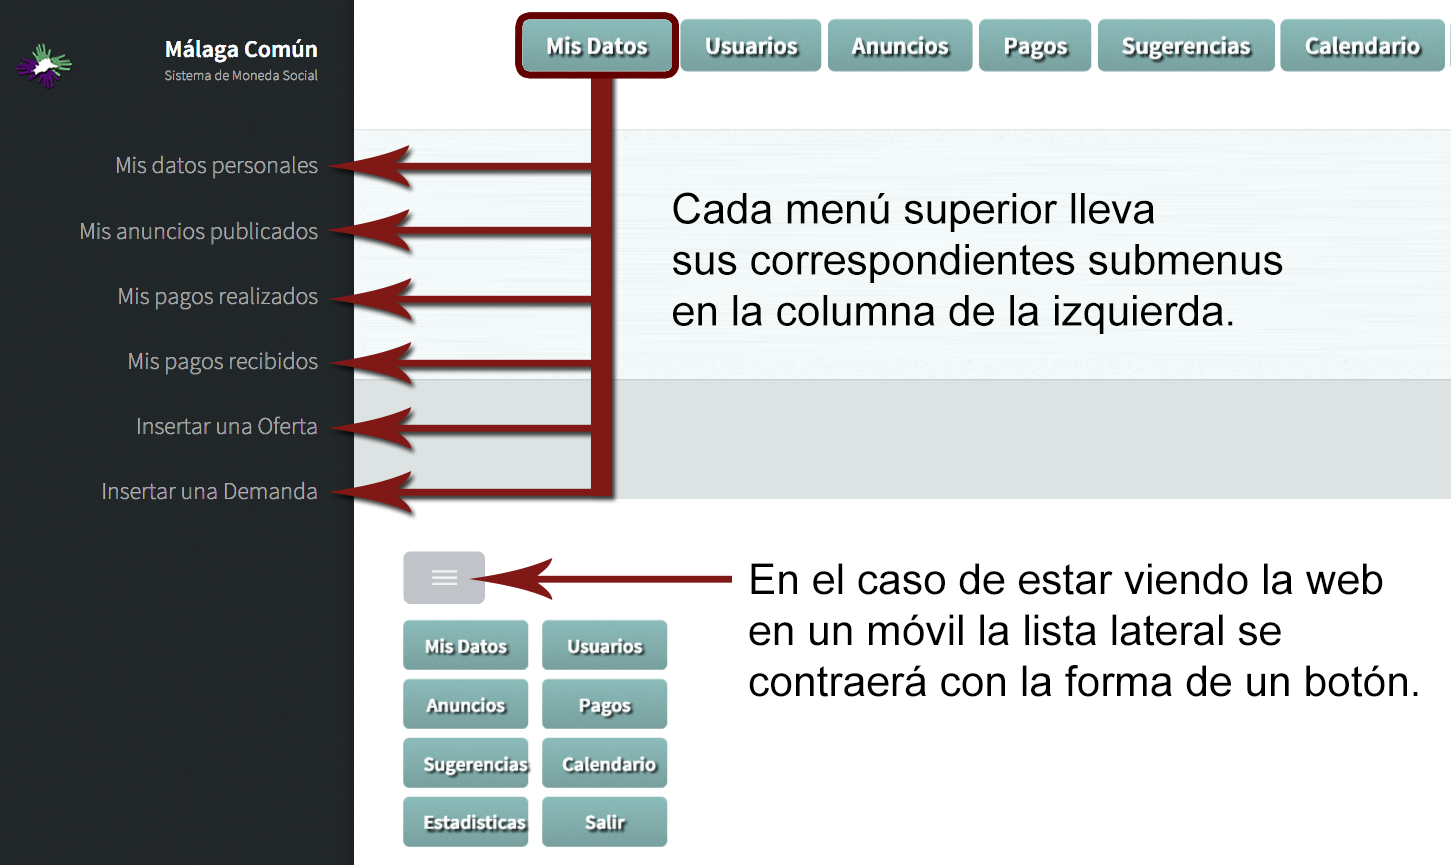 Málaga Común
Sistema de Moneda Social
Mis Datos
Usuarios
Anuncios
Pagos
Sugerencias
Calendario
Mis datos personales
Mis anuncios publicados
Mis pagos realizados
Mis pagos recibidos
Insertar una Oferta
Insertar una Demanda
Cada menú superior lleva
sus correspondientes submenus
en la columna de la izquierda.
En el caso de estar viendo la web
en un móvil la lista lateral se
contraerá con la forma de un botón.
Mis Datos
Usuarios
Anuncios
Pagos
Sugerencias
Calendario
Estadisticas
Salir